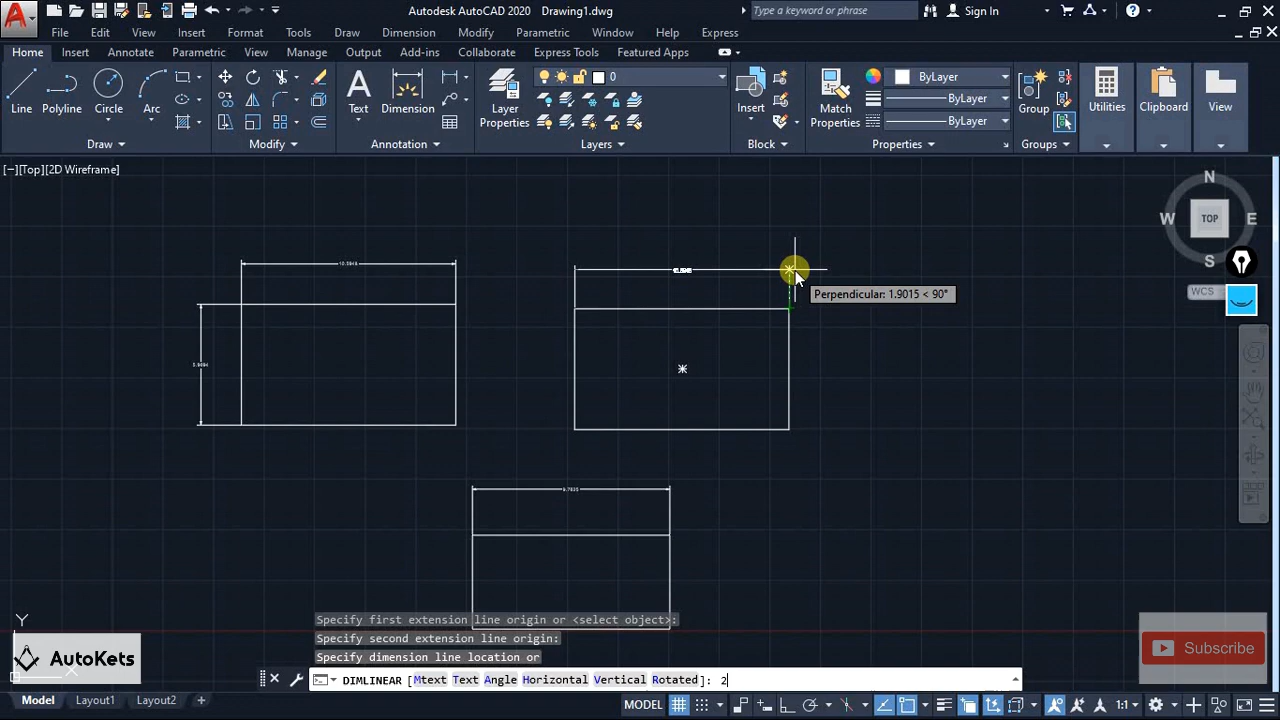 Autodesk AutoCAD 2020 Drawing1.dwg
Type a keyword or phrase
Sign In
File Edit View Insert Format Tools Draw Dimension Modify Parametric Window Help Express
Home Insert Annotate Parametric View Manage Output Add-ins Collaborate Express Tools Featured Apps
Line Polyline Circle Arc
Text Dimension
Layer Properties
0
Insert
Match Properties
ByLayer
ByLayer
ByLayer
Group
Utilities Clipboard View
Draw Modify Annotation Layers Block Properties Groups
[−][Top][2D Wireframe]
N
W TOP E
S
WCS
Perpendicular: 1.9015 < 90°
9.7825
Y
X
AutoKets
Subscribe
Specify first extension line origin or <select object>:
Specify second extension line origin:
Specify dimension line location or
DIMLINEAR [Mtext Text Angle Horizontal Vertical Rotated]: 2
Model Layout1 Layout2 +
MODEL
1:1